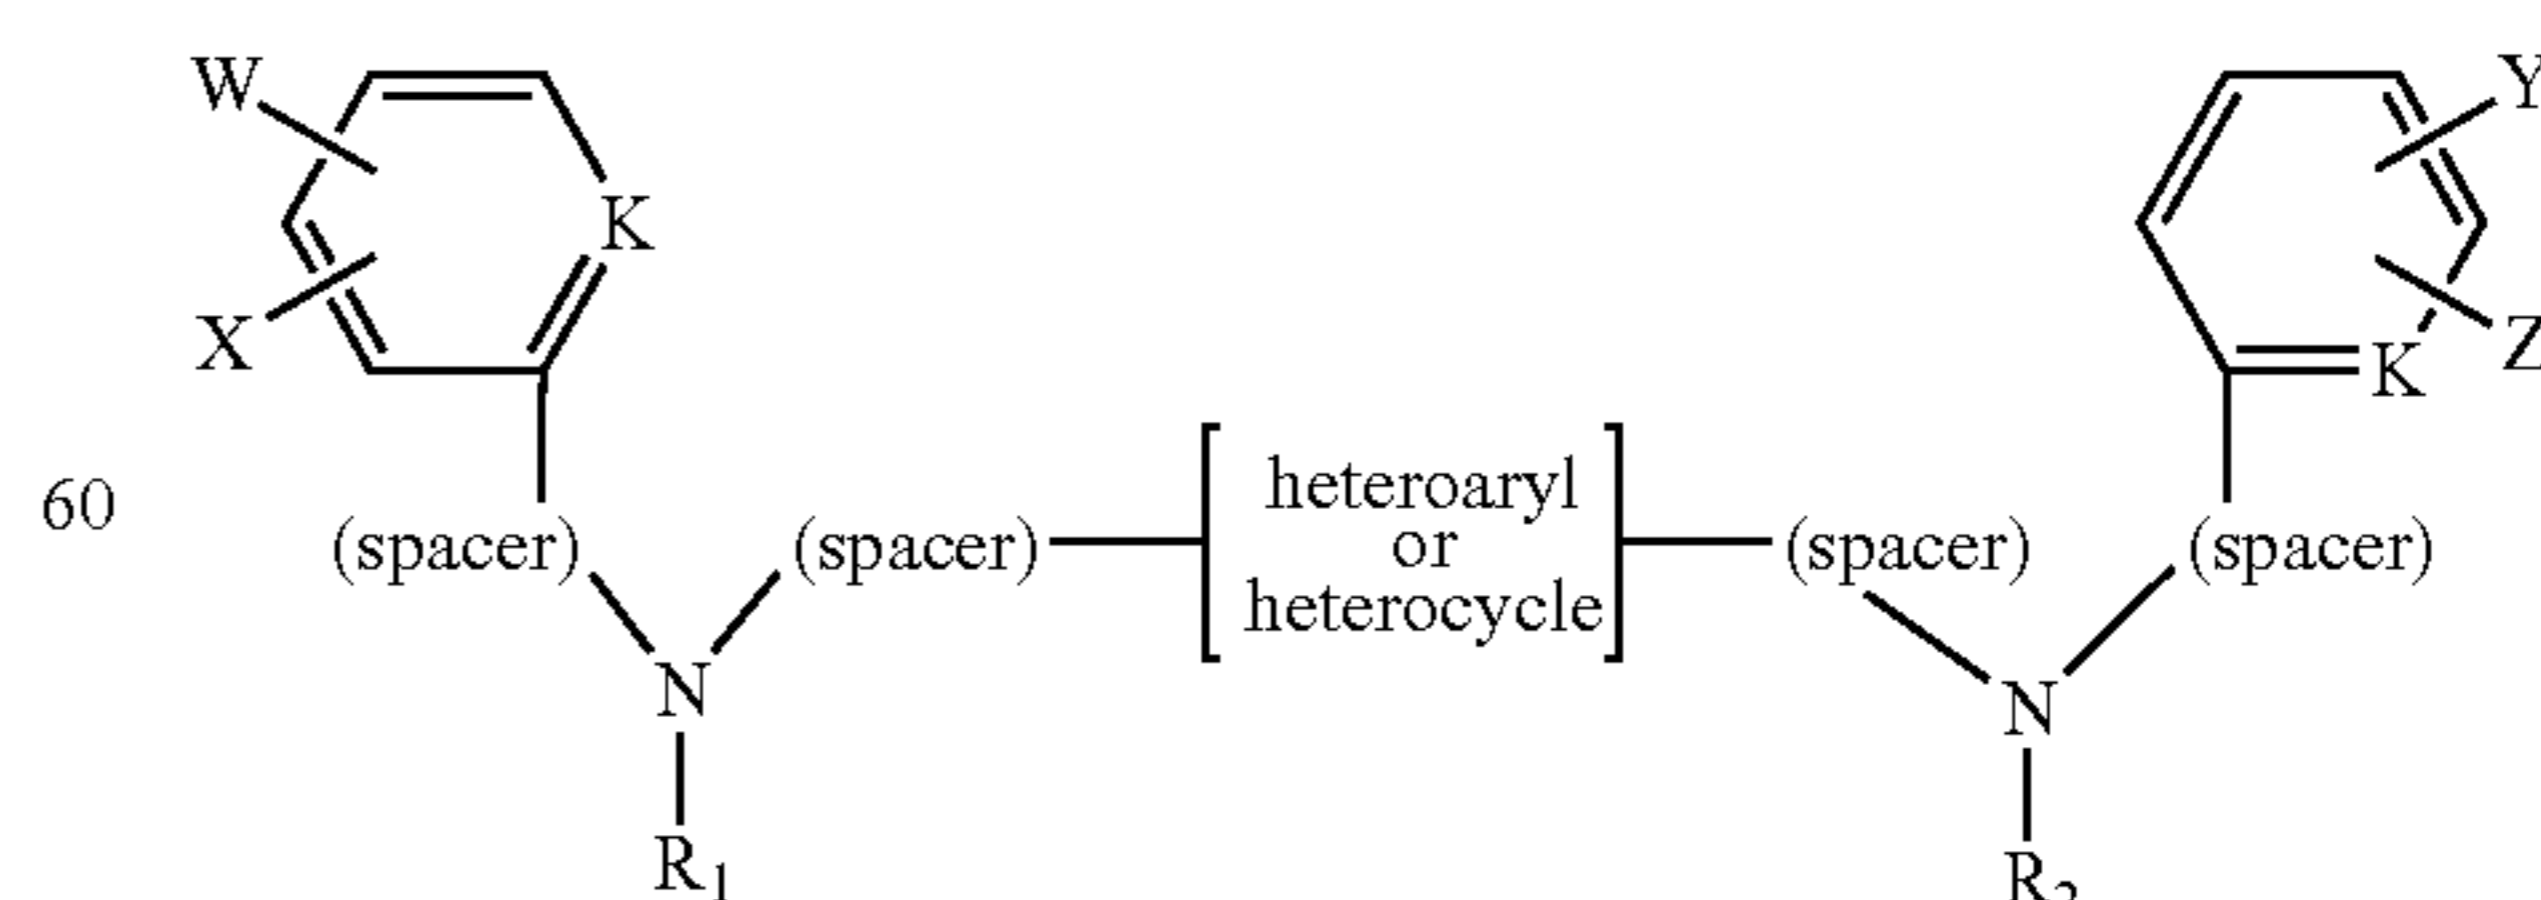 W
Y
K
X
Z
K
60
(spacer)
(spacer)
heteroaryl
or
heterocycle
(spacer)
(spacer)
N
N
R1
R2